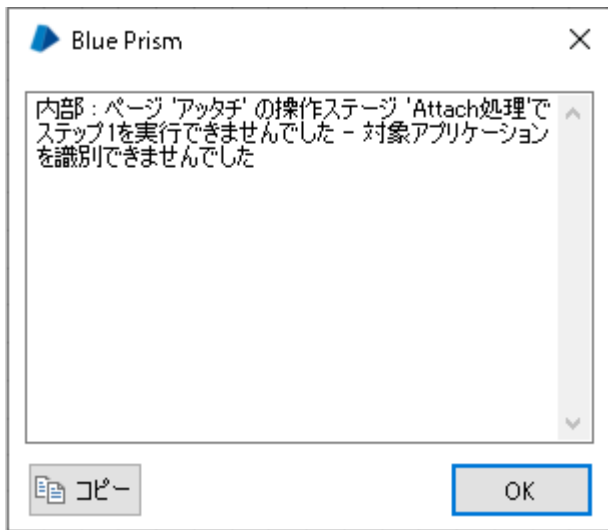 Blue Prism
内部 : ページ 'アッタチ' の操作ステージ 'Attach処理'で
ステップ1を実行できませんでした - 対象アプリケーション
を識別できませんでした
コピー
OK